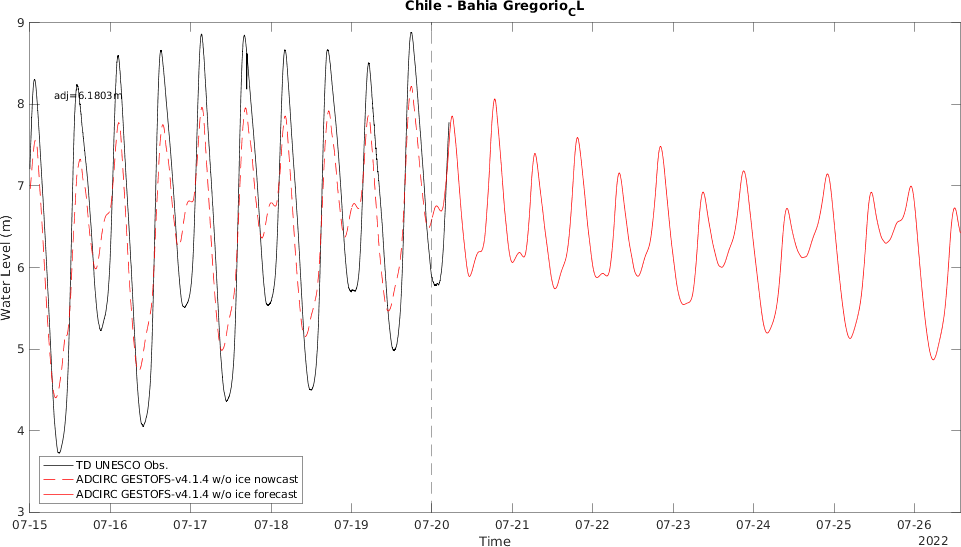 Chile - Bahia Gregorio_CL
adj=6.1803m
Water Level (m)
9
8
7
6
5
4
3
TD UNESCO Obs.
ADCIRC GESTOFS-v4.1.4 w/o ice nowcast
ADCIRC GESTOFS-v4.1.4 w/o ice forecast
07-15 07-16 07-17 07-18 07-19 07-20 07-21 07-22 07-23 07-24 07-25 07-26
Time
2022